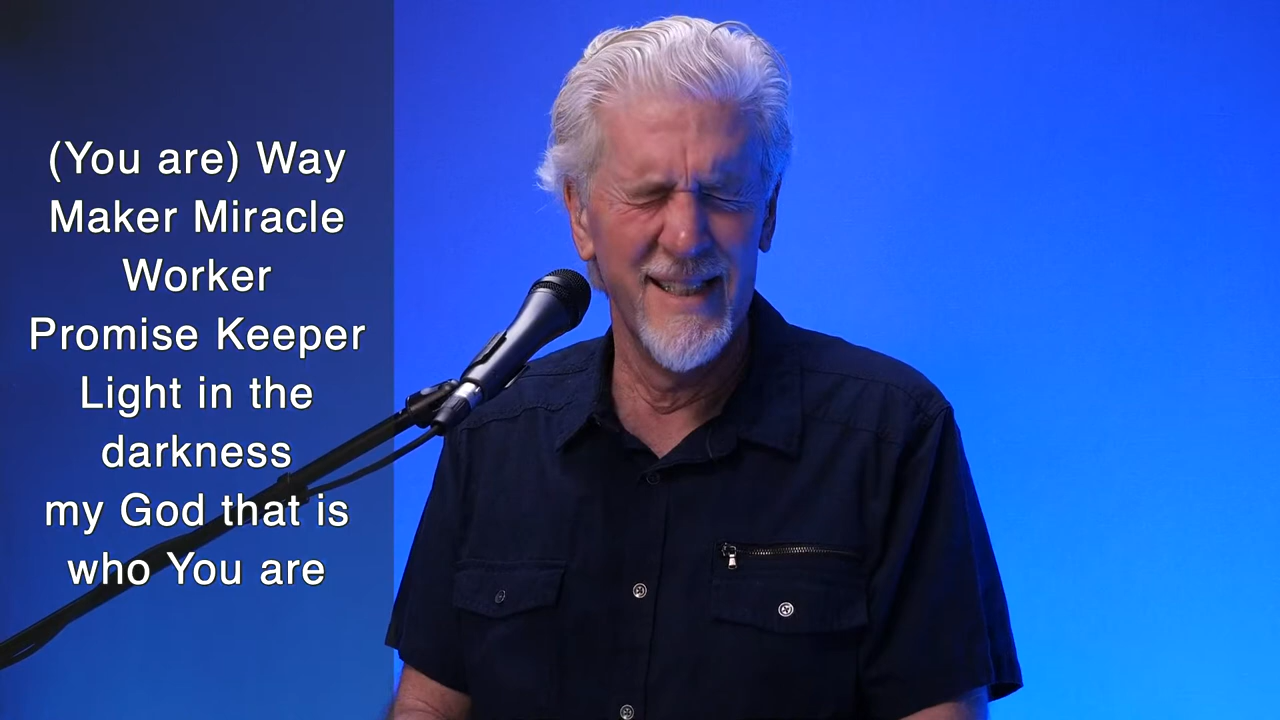 (You are) Way
Maker Miracle
Worker
Promise Keeper
Light in the
darkness
my God that is
who You are